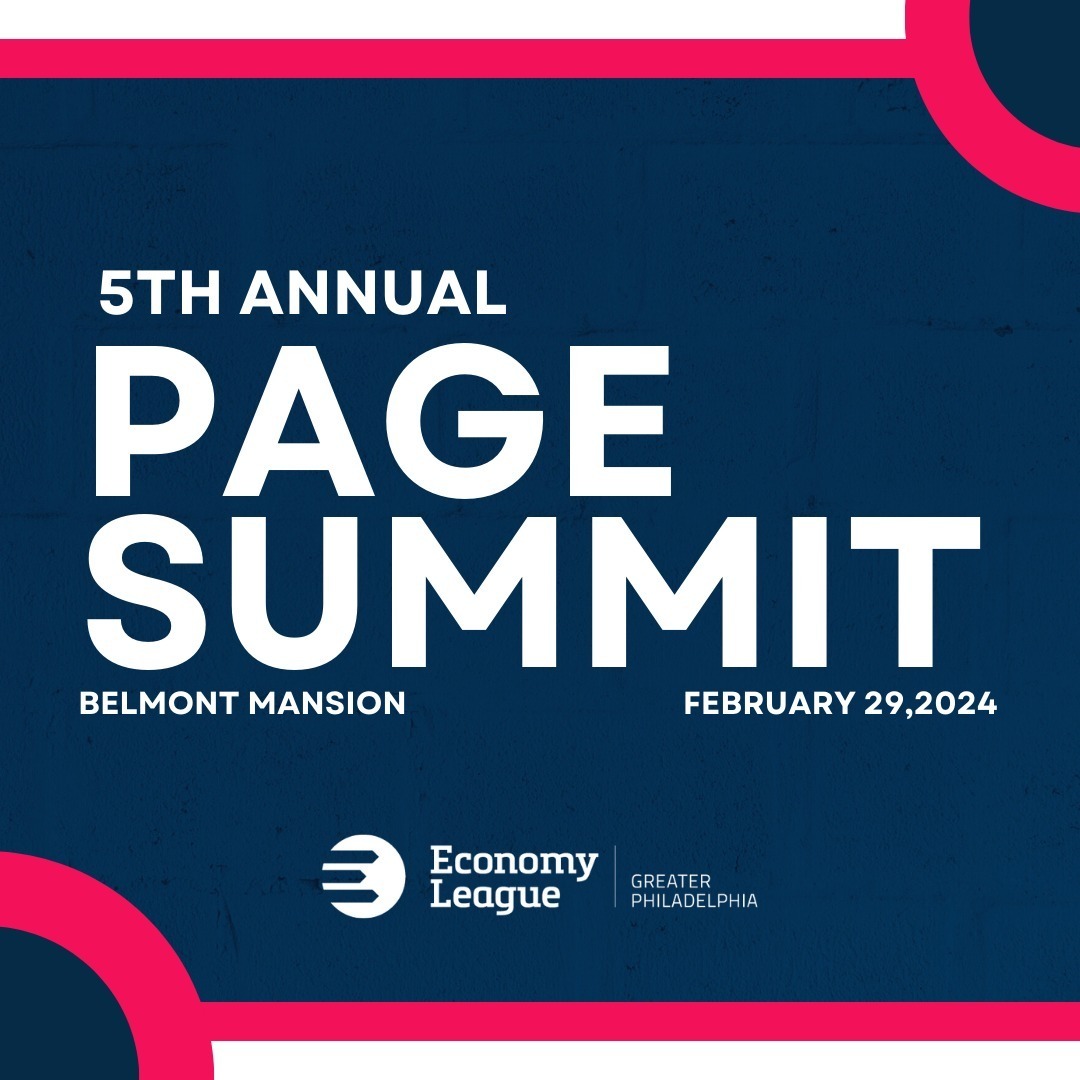 5TH ANNUAL
PAGE
SUMMIT
BELMONT MANSION
FEBRUARY 29,2024
Economy
League
GREATER
PHILADELPHIA